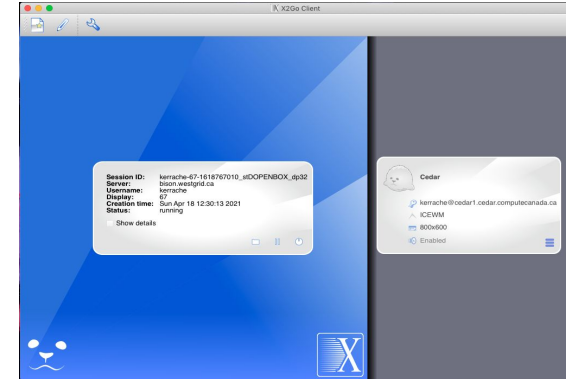 X2Go Client
Session ID: kerrache-67-1618767010_stDOPENBOX_dp32
Server: bison.westgrid.ca
Username: kerrache
Display: 67
Creation time: Sun Apr 18 12:30:13 2021
Status: running
Show details
Cedar
kerrache@cedar1.cedar.computecanada.ca
ICEWM
800x600
Enabled
X